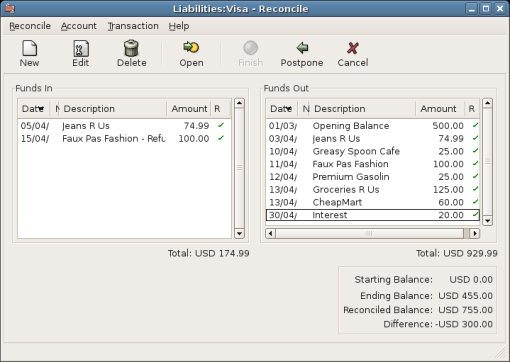 Liabilities:Visa - Reconcile
Reconcile Account Transaction Help
New Edit Delete Open Finish Postpone Cancel
Funds In
Date N Description Amount R
05/04/ Jeans R Us 74.99
15/04/ Faux Pas Fashion - Refu 100.00
Total: USD 174.99
Funds Out
Date N Description Amount R
01/03/ Opening Balance 500.00
03/04/ Jeans R Us 74.99
10/04/ Greasy Spoon Cafe 25.00
11/04/ Faux Pas Fashion 100.00
12/04/ Premium Gasolin 25.00
13/04/ Groceries R Us 125.00
13/04/ CheapMart 60.00
30/04/ Interest 20.00
Total: USD 929.99
Starting Balance: USD 0.00
Ending Balance: USD 455.00
Reconciled Balance: USD 755.00
Difference: -USD 300.00